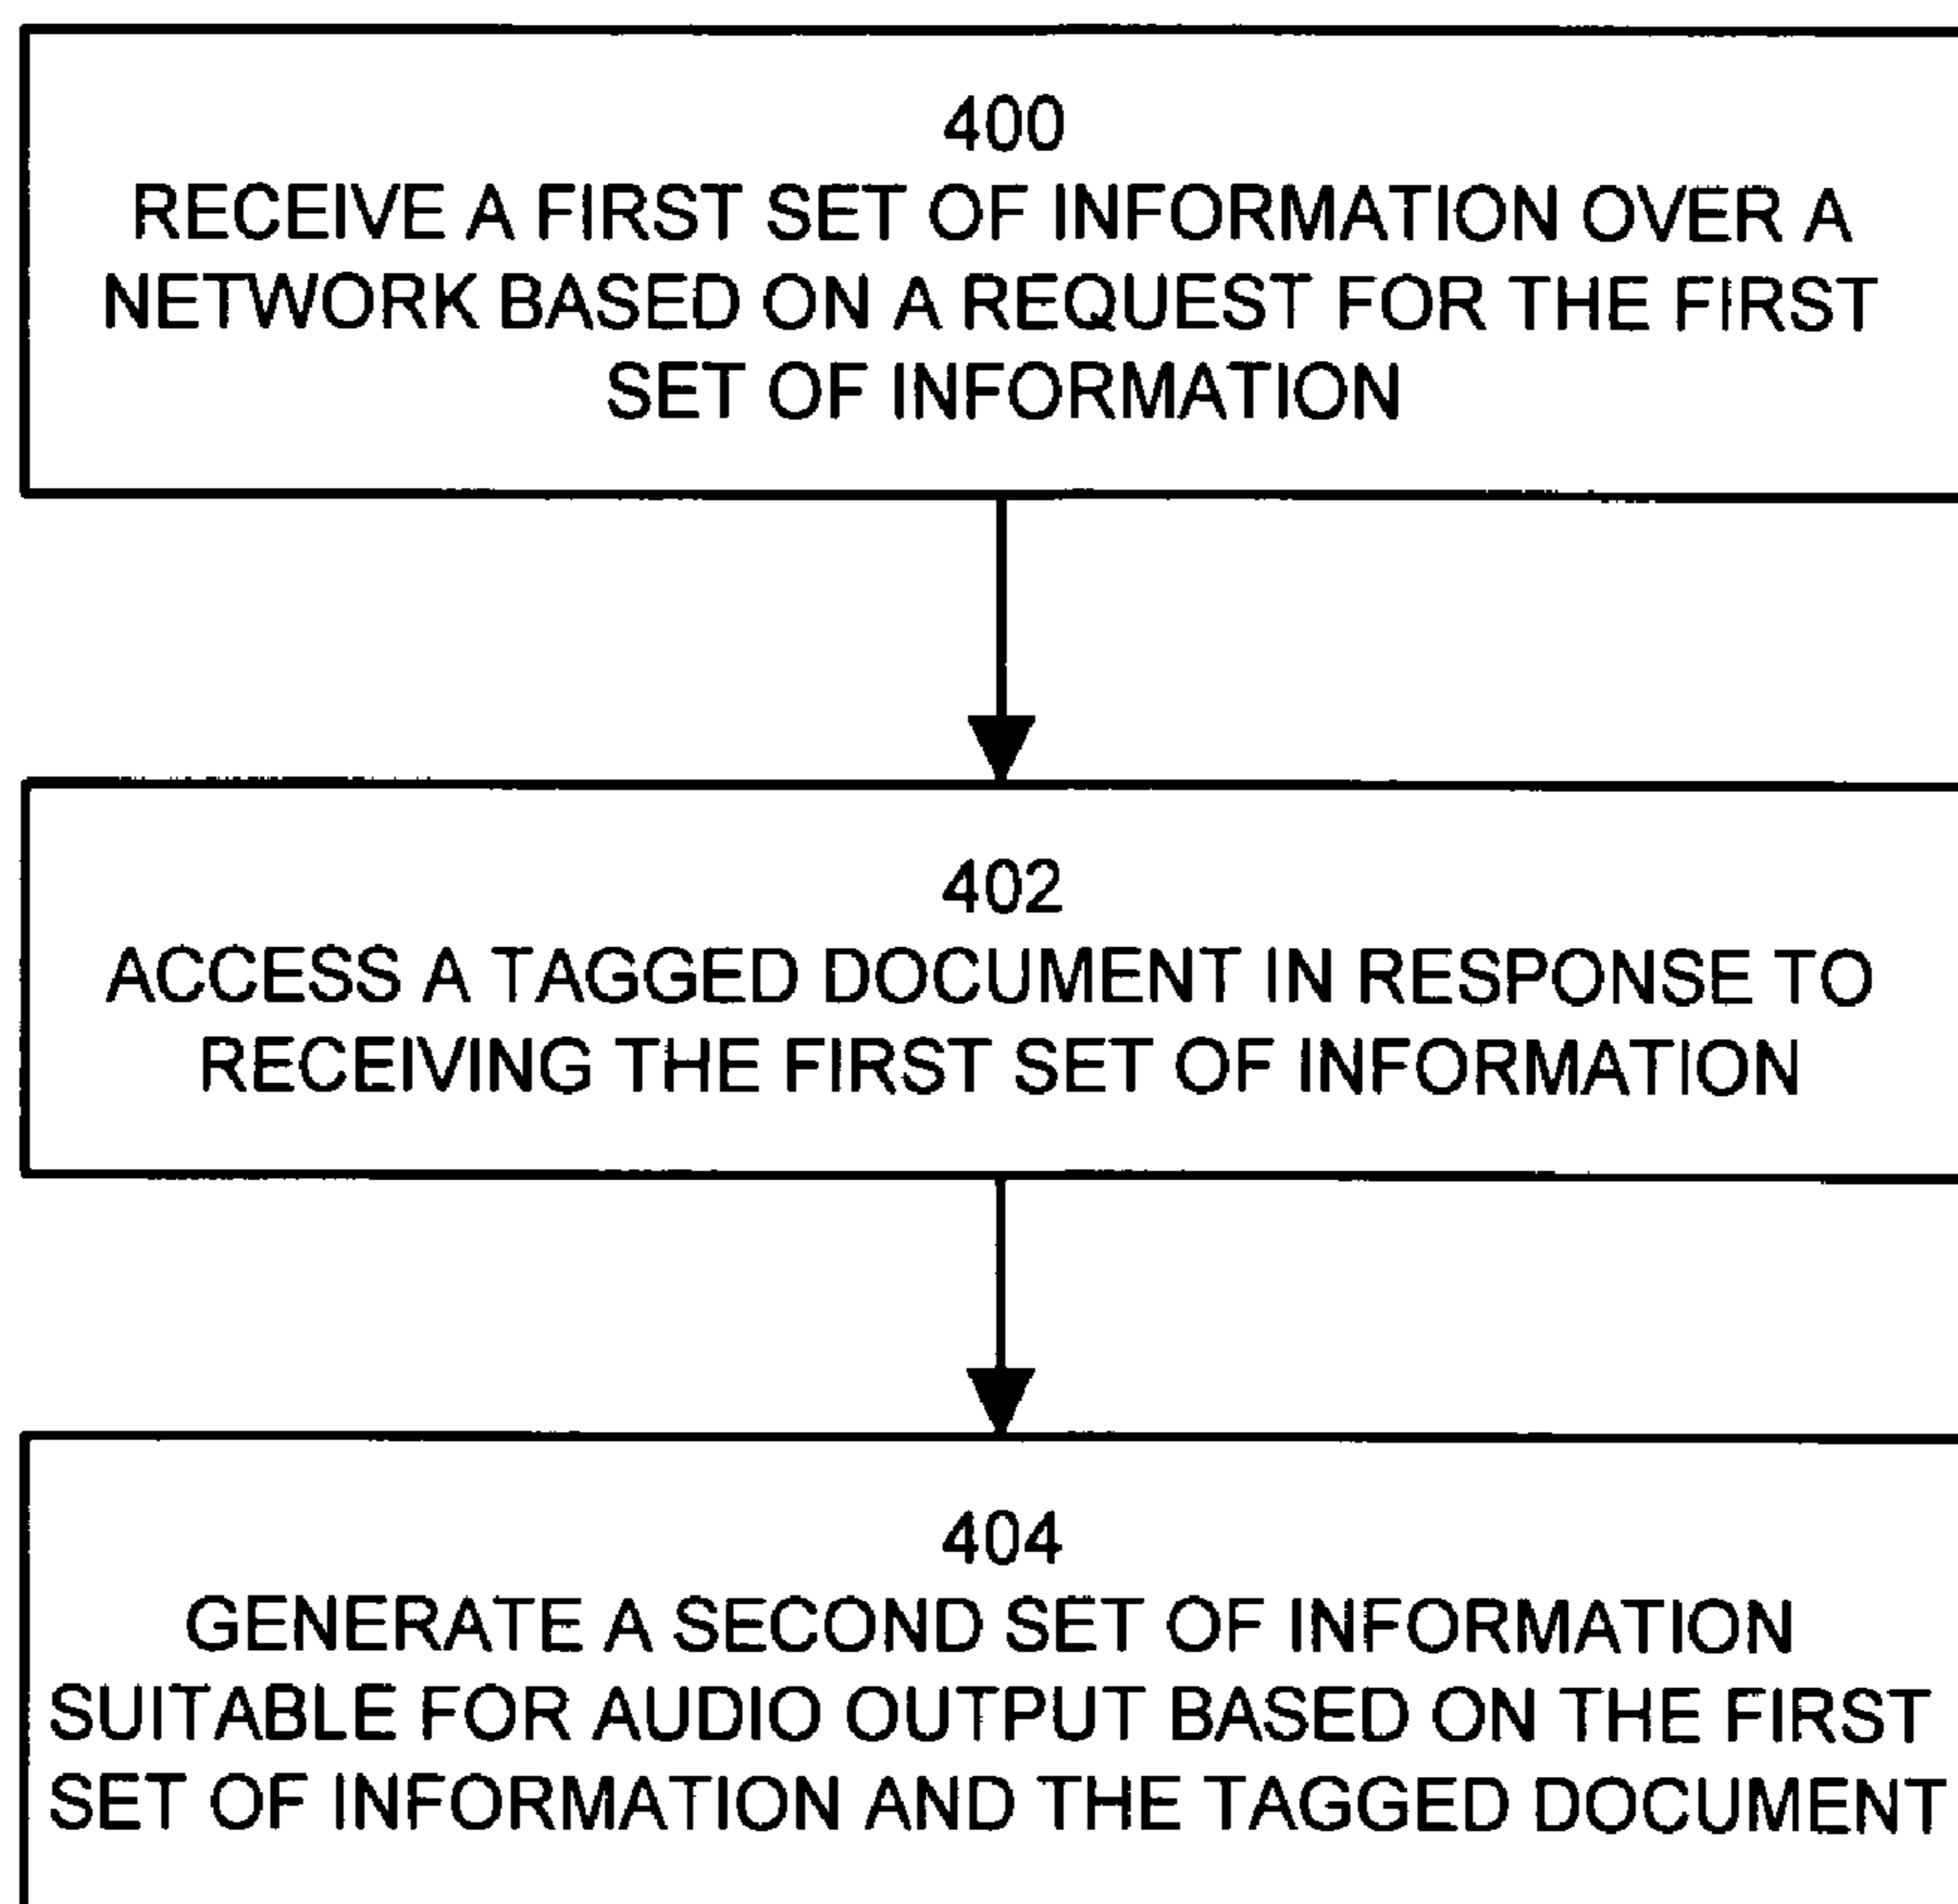 400
RECEIVE A FIRST SET OF INFORMATION OVER A
NETWORK BASED ON A REQUEST FOR THE FIRST
SET OF INFORMATION
402
ACCESS A TAGGED DOCUMENT IN RESPONSE TO
RECEIVING THE FIRST SET OF INFORMATION
404
GENERATE A SECOND SET OF INFORMATION
SUITABLE FOR AUDIO OUTPUT BASED ON THE FIRST
SET OF INFORMATION AND THE TAGGED DOCUMENT